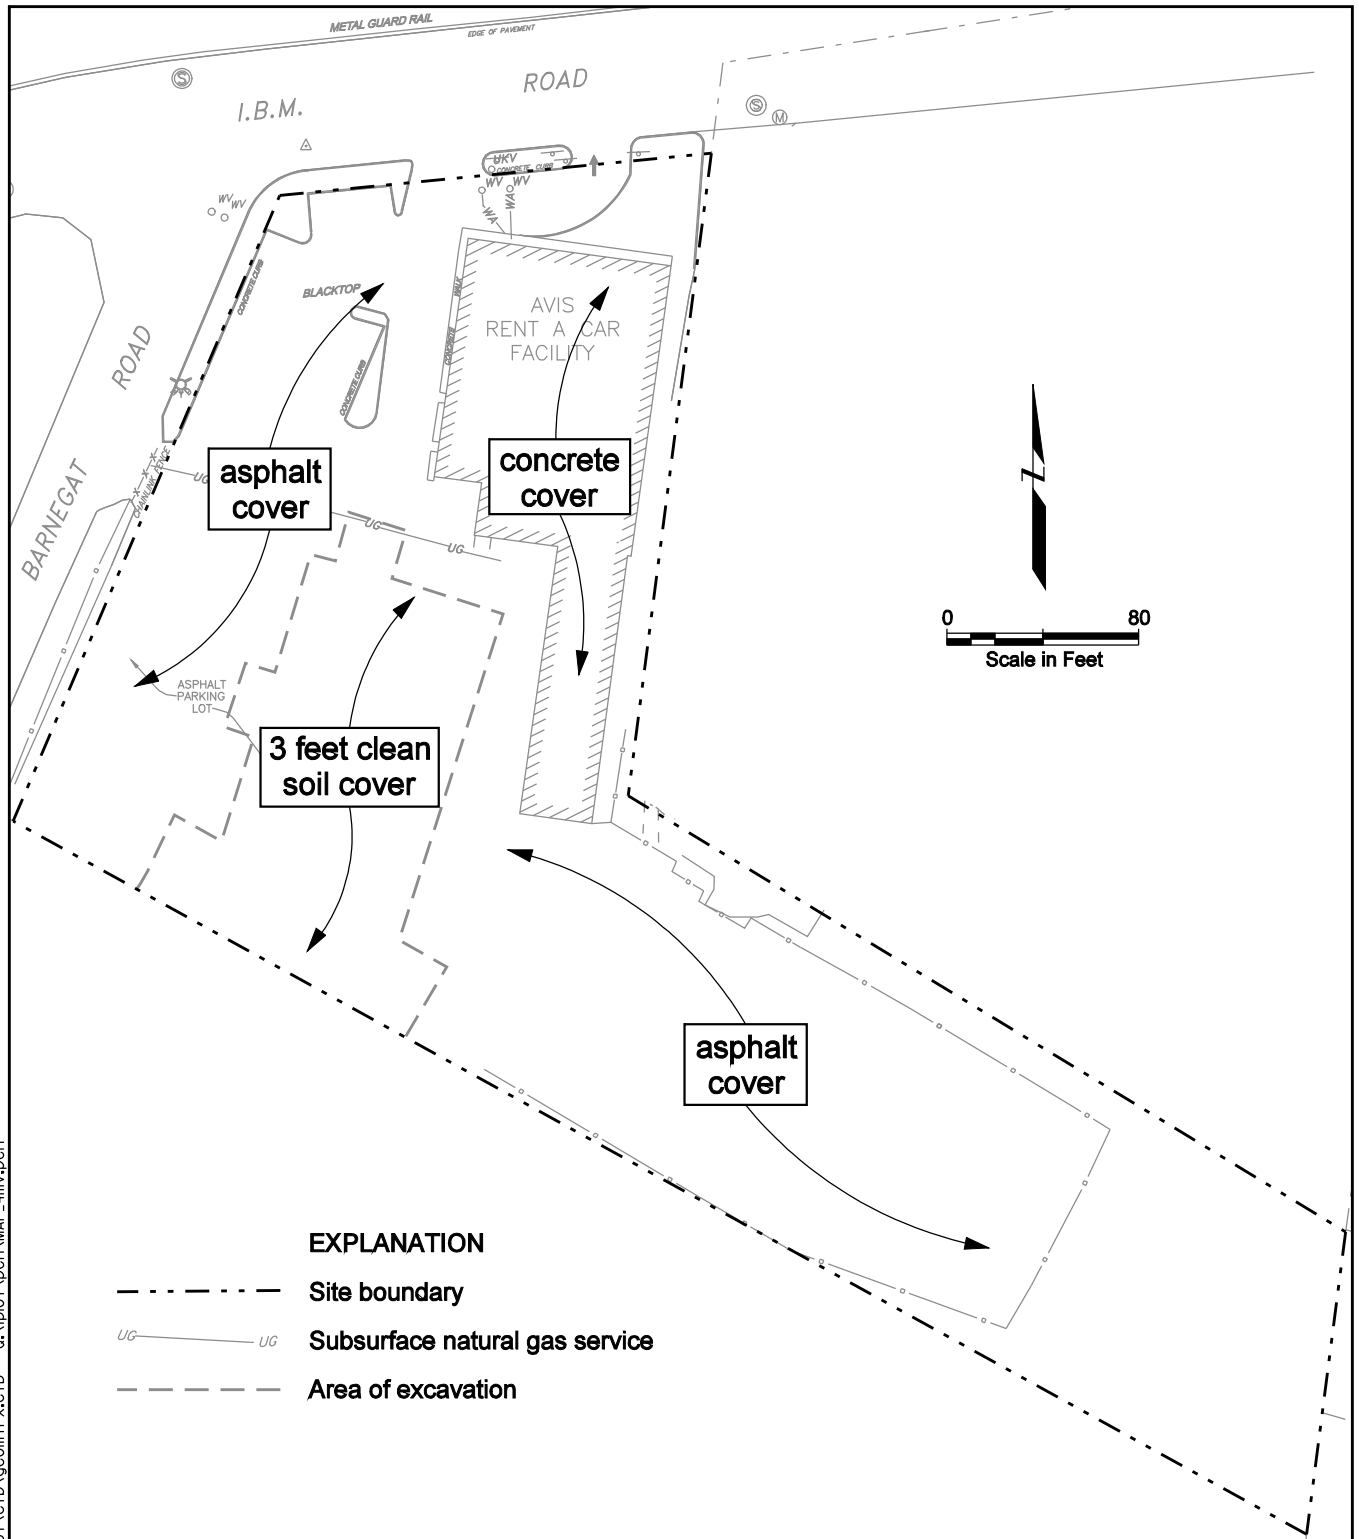 METAL GUARD RAIL
EDGE OF PAVEMENT
S
I.B.M.
ROAD
S
M
UKV
CONCRETE CURB
WV WV
WV
WV
WA
WA
CONCRETE CURB
BLACKTOP
WALK
CONCRETE
AVIS
RENT A CAR
FACILITY
ROAD
CONCRETE CURB
BARNEGAT
X
X
X
CHAINLINK FENCE
UG
asphalt
cover
concrete
cover
UG
UG
Z
0 80
Scale in Feet
ASPHALT
PARKING
LOT
3 feet clean
soil cover
asphalt
cover
EXPLANATION
Site boundary
UG UG Subsurface natural gas service
Area of excavation